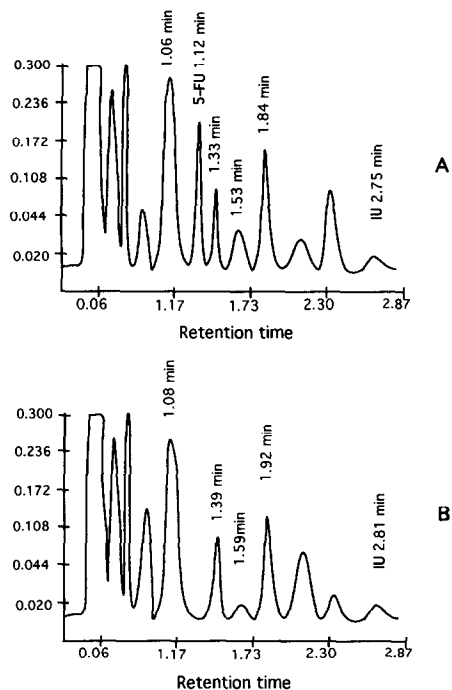 1.06 min
5-FU 1.12 min
1.33 min
1.53 min
1.84 min
IU 2.75 min
A
0.300
0.236
0.172
0.108
0.044
0.020
0.06 1.17 1.73 2.30 2.87
Retention time
1.08 min
1.39 min
1.59min
1.92 min
IU 2.81 min
B
0.300
0.236
0.172
0.108
0.044
0.020
0.06 1.17 1.73 2.30 2.87
Retention time